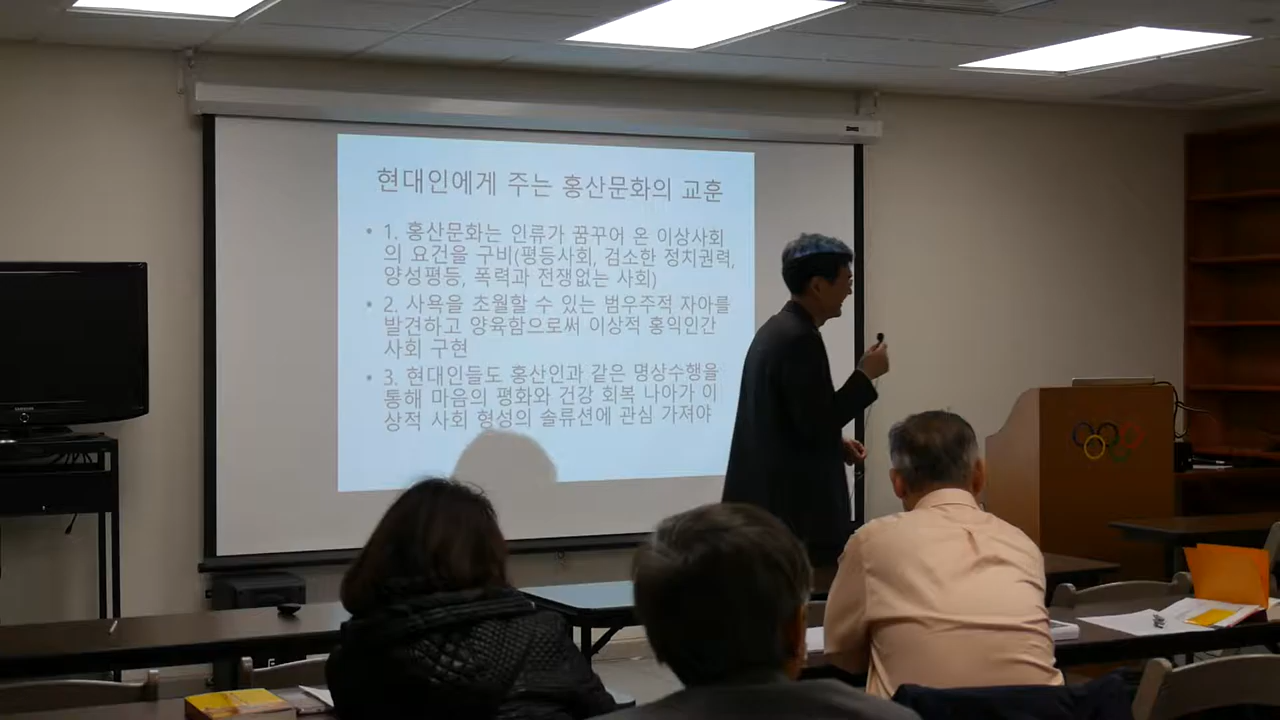 현대인에게 주는 홍산문화의 교훈
• 1. 홍산문화는 인류가 꿈꾸어 온 이상사회
의 요건을 구비(평등사회, 검소한 정치권력,
양성평등, 폭력과 전쟁없는 사회)
• 2. 사욕을 초월할 수 있는 범우주적 자아를
발견하고 양육함으로써 이상적 홍익인간
사회 구현
• 3. 현대인들도 홍산인과 같은 명상수행을
통해 마음의 평화와 건강 회복 나아가 이
상적 사회 형성의 솔류션에 관심 가져야
SAMSUNG